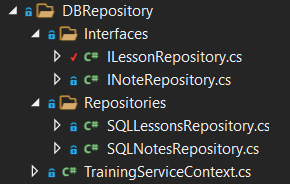 DBRepository
Interfaces
C# ILessonRepository.cs
C# INoteRepository.cs
Repositories
C# SQLLessonsRepository.cs
C# SQLNotesRepository.cs
C# TrainingServiceContext.cs